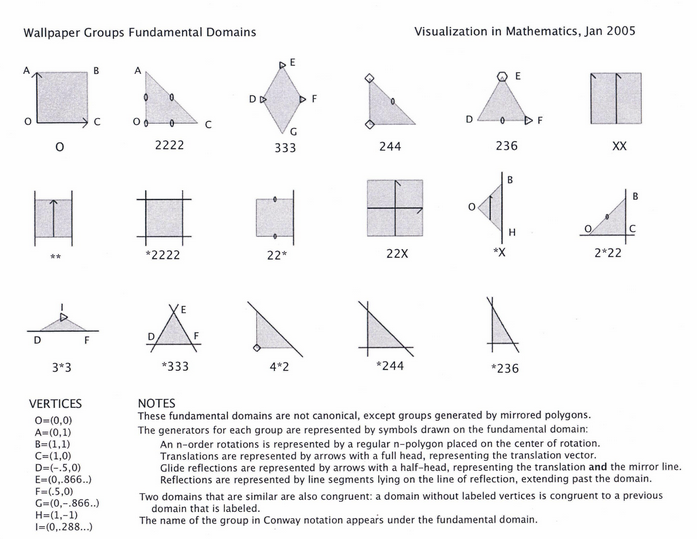 Wallpaper Groups Fundamental Domains
Visualization in Mathematics, Jan 2005
A B
O C
O
A
O C
2222
E
D F
G
333
244
E
D F
236
XX
**
*2222
22*
22X
B
O
H
*X
B
O C
2*22
I
D F
3*3
E
D F
*333
4*2
*244
*236
VERTICES
O=(0,0)
A=(0,1)
B=(1,1)
C=(1,0)
D=(-.5,0)
E=(0,.866..)
F=(.5,0)
G=(0,-.866..)
H=(1,-1)
I=(0,.288...)
NOTES
These fundamental domains are not canonical, except groups generated by mirrored polygons.
The generators for each group are represented by symbols drawn on the fundamental domain:
An n-order rotations is represented by a regular n-polygon placed on the center of rotation.
Translations are represented by arrows with a full head, representing the translation vector.
Glide reflections are represented by arrows with a half-head, representing the translation and the mirror line.
Reflections are represented by line segments lying on the line of reflection, extending past the domain.
Two domains that are similar are also congruent: a domain without labeled vertices is congruent to a previous
domain that is labeled.
The name of the group in Conway notation appears under the fundamental domain.